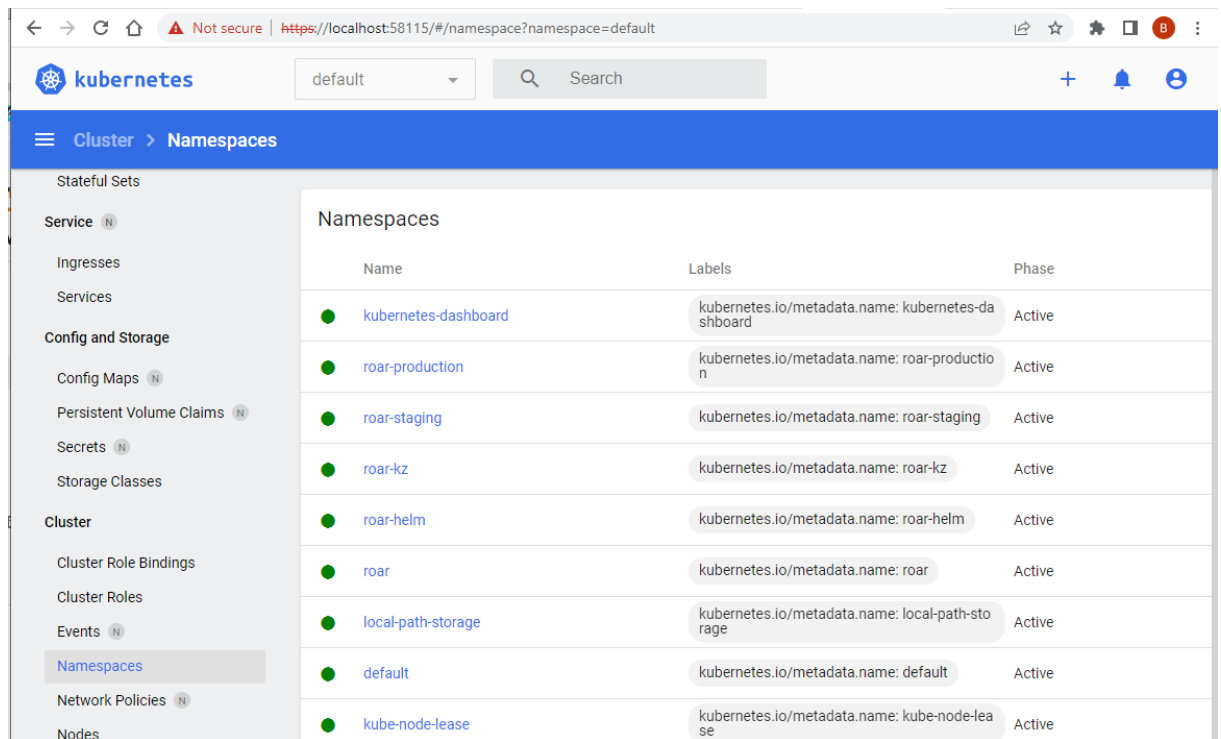 Not secure | https://localhost:58115/#/namespace?namespace=default
B
kubernetes
default
Search
Cluster > Namespaces
Stateful Sets
Service N
Ingresses
Services
Config and Storage
Config Maps N
Persistent Volume Claims N
Secrets N
Storage Classes
Cluster
Cluster Role Bindings
Cluster Roles
Events N
Namespaces
Network Policies N
Nodes
Namespaces
Name Labels Phase
kubernetes-dashboard kubernetes.io/metadata.name: kubernetes-da
shboard Active
roar-production kubernetes.io/metadata.name: roar-productio
n Active
roar-staging kubernetes.io/metadata.name: roar-staging Active
roar-kz kubernetes.io/metadata.name: roar-kz Active
roar-helm kubernetes.io/metadata.name: roar-helm Active
roar kubernetes.io/metadata.name: roar Active
local-path-storage kubernetes.io/metadata.name: local-path-sto
rage Active
default kubernetes.io/metadata.name: default Active
kube-node-lease kubernetes.io/metadata.name: kube-node-lea
se Active